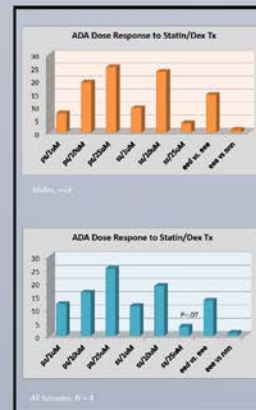 ADA Dose Response to Statin/Dex Tx
30
25
20
15
10
5
0
ps/1uM
ps/10uM
ps/25uM
ss/1uM
ss/10uM
ss/25uM
eed vs. eee
eee vs nnn
Males, n=4
ADA Dose Respone to Statin/Dex Tx
30
25
20
15
10
5
0
P~.07
ps/1uM
ps/10uM
ps/25uM
ss/1uM
ss/10uM
ss/25uM
eed vs. eee
eee vs nnn
All Samples, N = 8